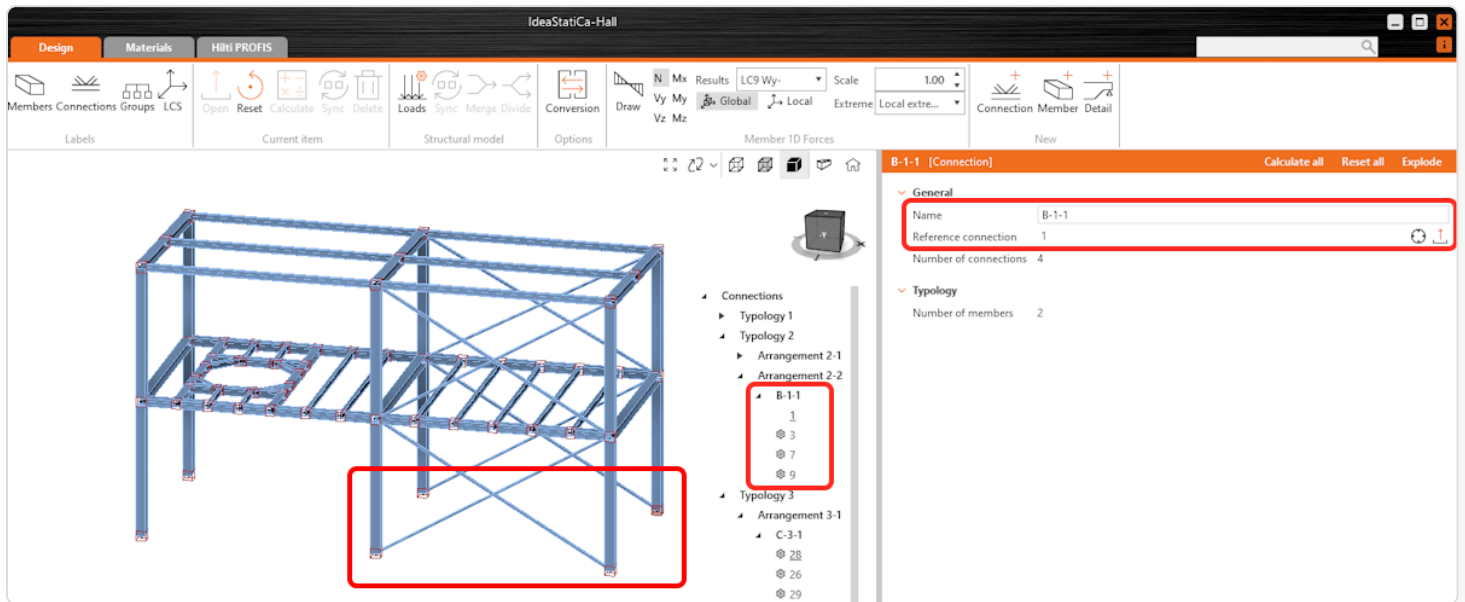 IdeaStatiCa-Hall
Design Materials Hilti PROFIS
i
N Mx Results LC9 Wy- Scale 1.00
Members Connections Groups LCS Open Reset Calculate Sync Delete Loads Sync Merge Divide Conversion Draw Vy My Global Local Extreme Local extre... Connection Member Detail
Vz Mz
Labels Current item Structural model Options Member 1D Forces New
B-1-1 [Connection] Calculate all Reset all Explode
General
Name B-1-1
Reference connection 1
Number of connections 4
Typology
Number of members 2
-Y
Connections
Typology 1
Typology 2
Arrangement 2-1
Arrangement 2-2
B-1-1
1
3
7
9
Typology 3
Arrangement 3-1
C-3-1
28
26
29